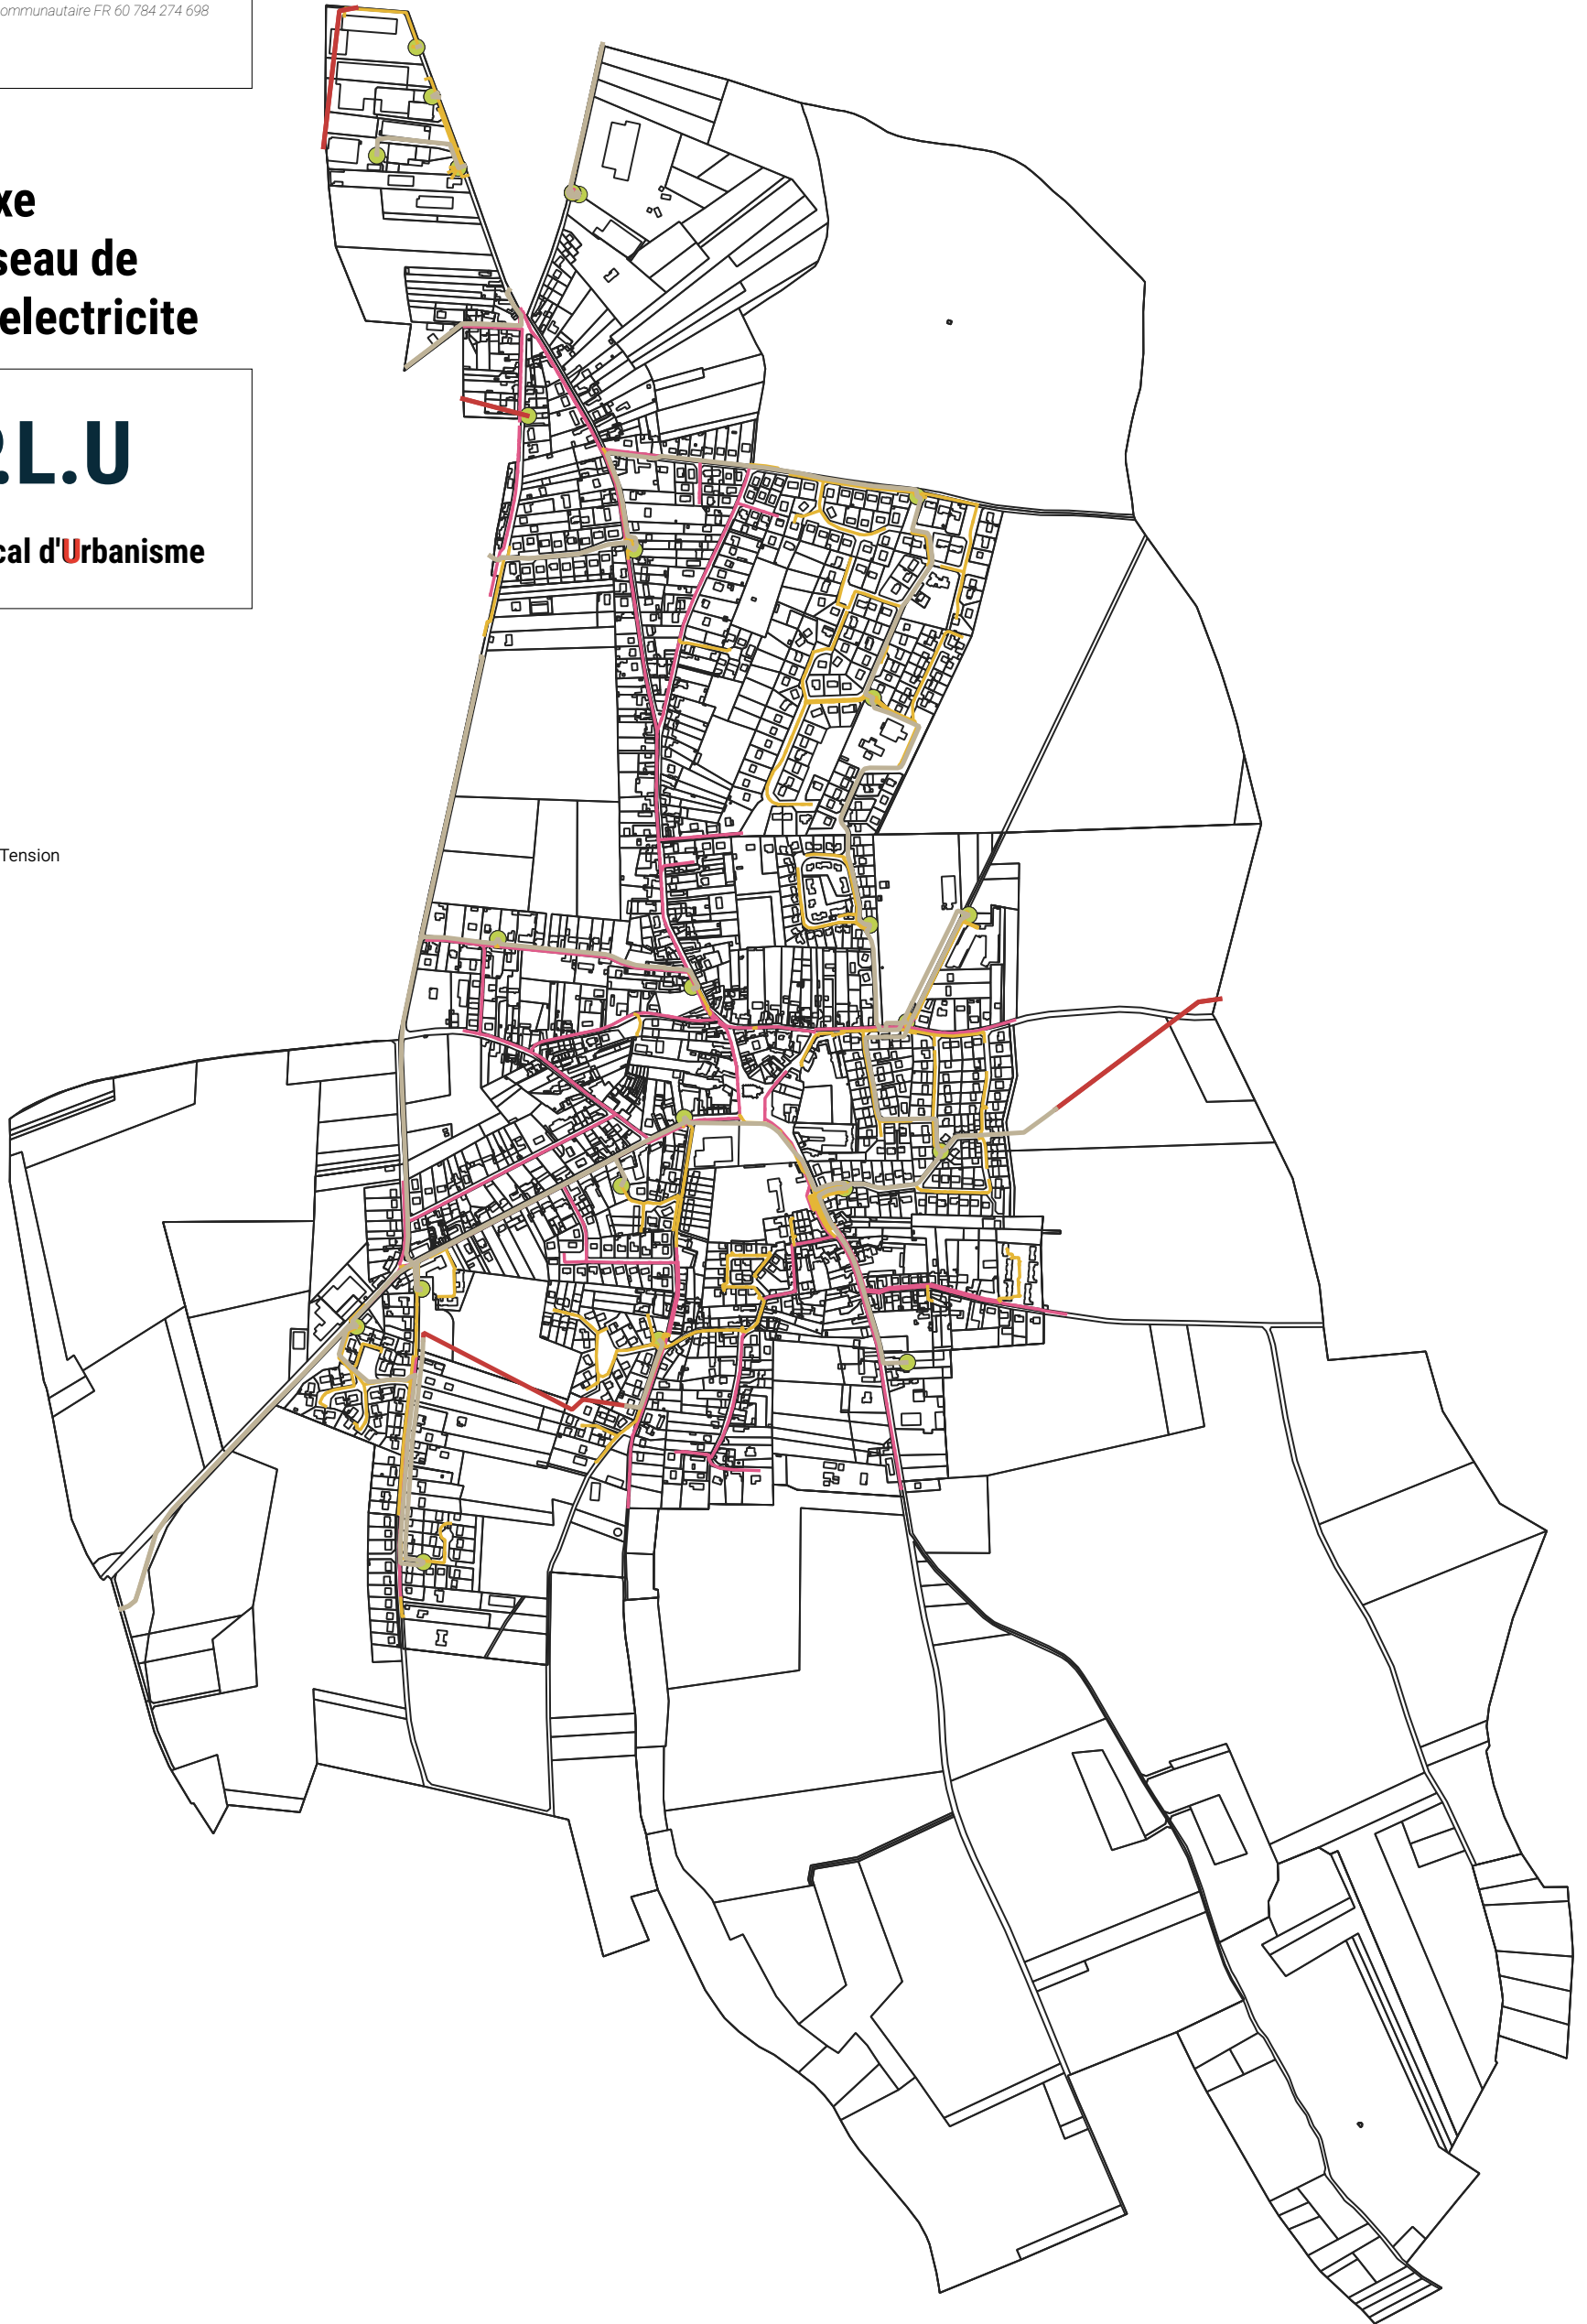 ommunautaire FR 60 784 274 698
xe
seau de
electricite
P.L.U
cal d'Urbanisme
Tension